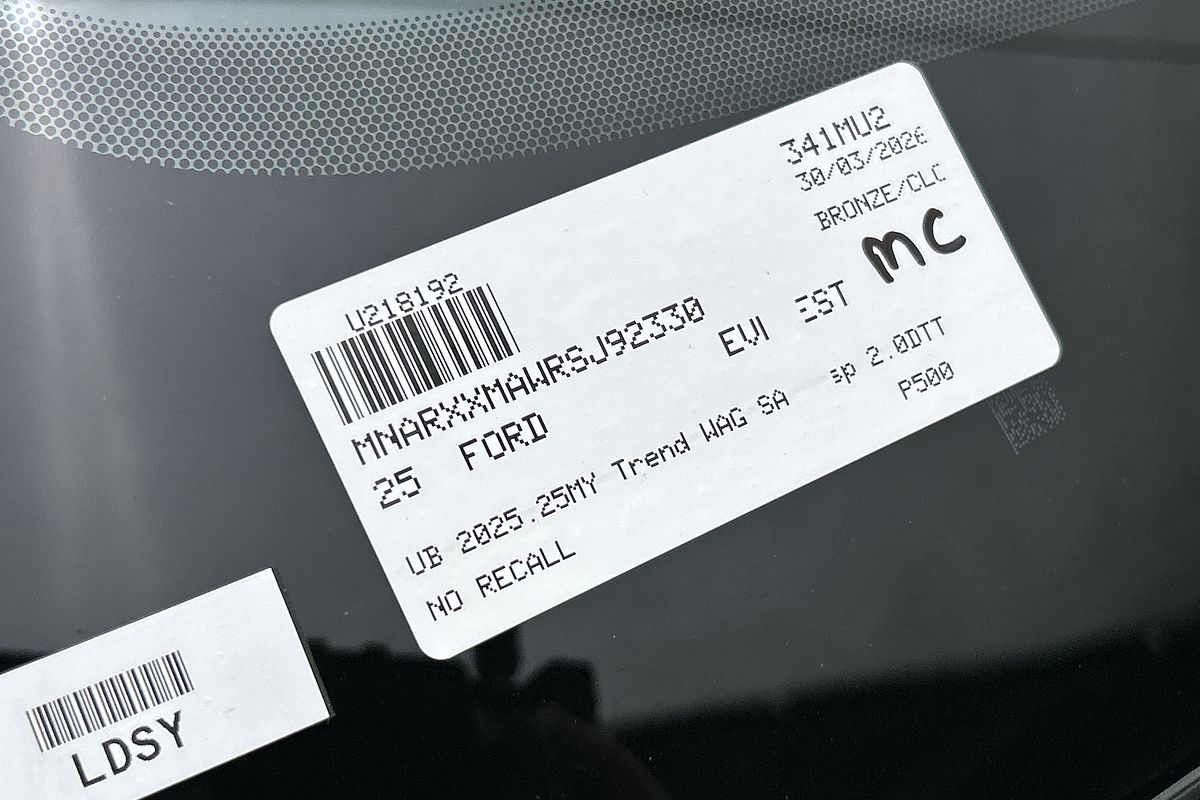 341MU2
30/03/2026
BRONZE/CLC
MC
U218192
MNARXXMAWRSJ92330
25 FORD EVI EST
UB 2025.25MY Trend WAG SA sp 2.0DTT
NO RECALL P500
LDSY